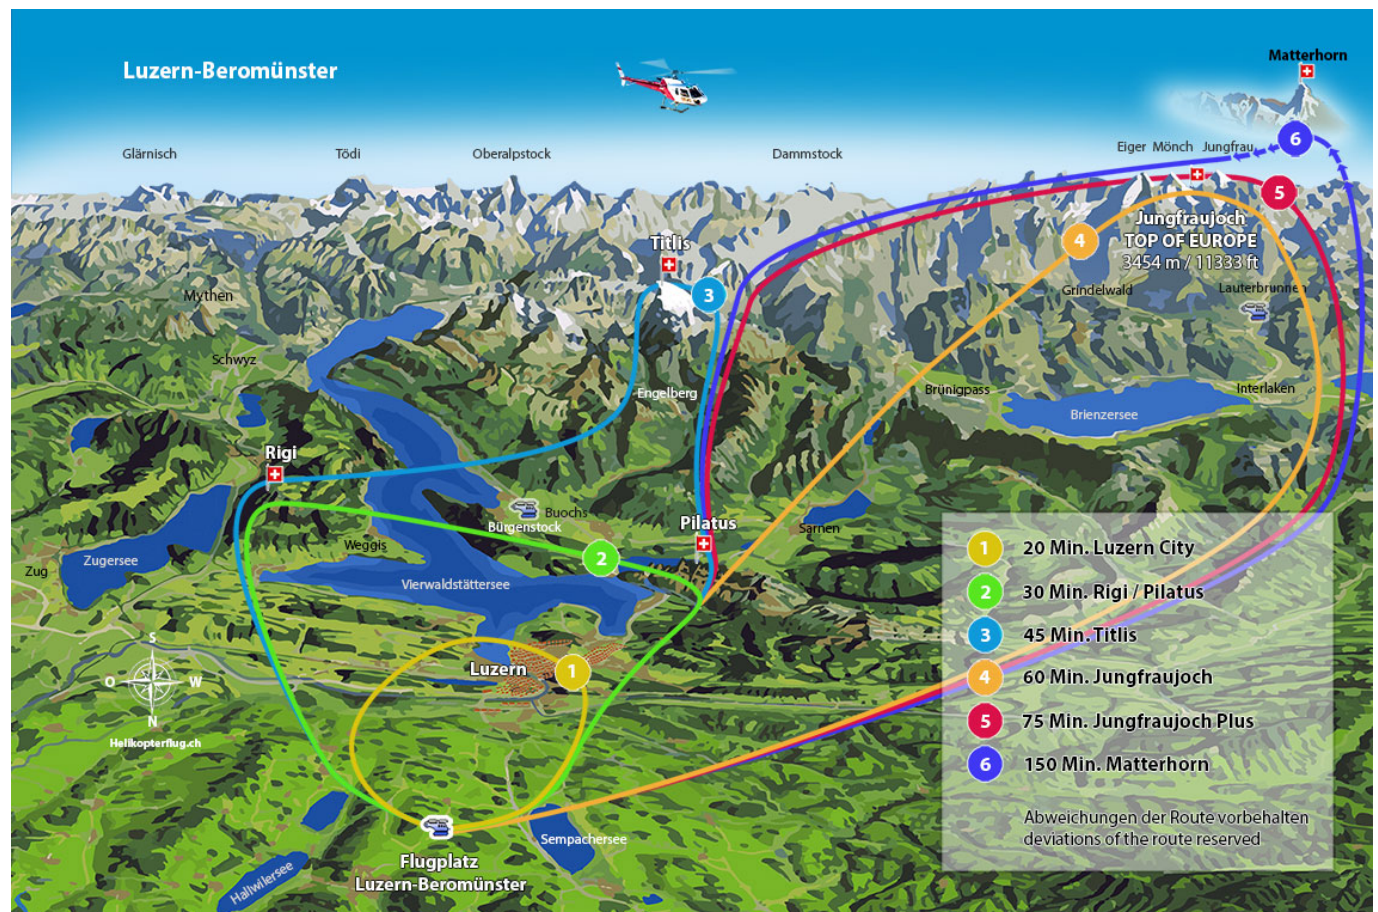 Luzern-Beromünster
Matterhorn
6
Glärnisch
Tödi
Oberalpstock
Dammstock
Eiger Mönch Jungfrau
5
Jungfraujoch
TOP OF EUROPE
3454 m / 11333 ft
4
Titlis
3
Mythen
Grindelwald
Lauterbrunnen
Schwyz
Engelberg
Brünigpass
Interlaken
Brienzersee
Rigi
Buochs
Bürgenstock
Pilatus
Sarnen
2
Weggis
Zugersee
Zug
Vierwaldstättersee
Luzern
1
S
O
W
N
Helikopterflug.ch
Sempachersee
Flugplatz
Luzern-Beromünster
Hallwilersee
1 20 Min. Luzern City
2 30 Min. Rigi / Pilatus
3 45 Min. Titlis
4 60 Min. Jungfraujoch
5 75 Min. Jungfraujoch Plus
6 150 Min. Matterhorn
Abweichungen der Route vorbehalten
deviations of the route reserved